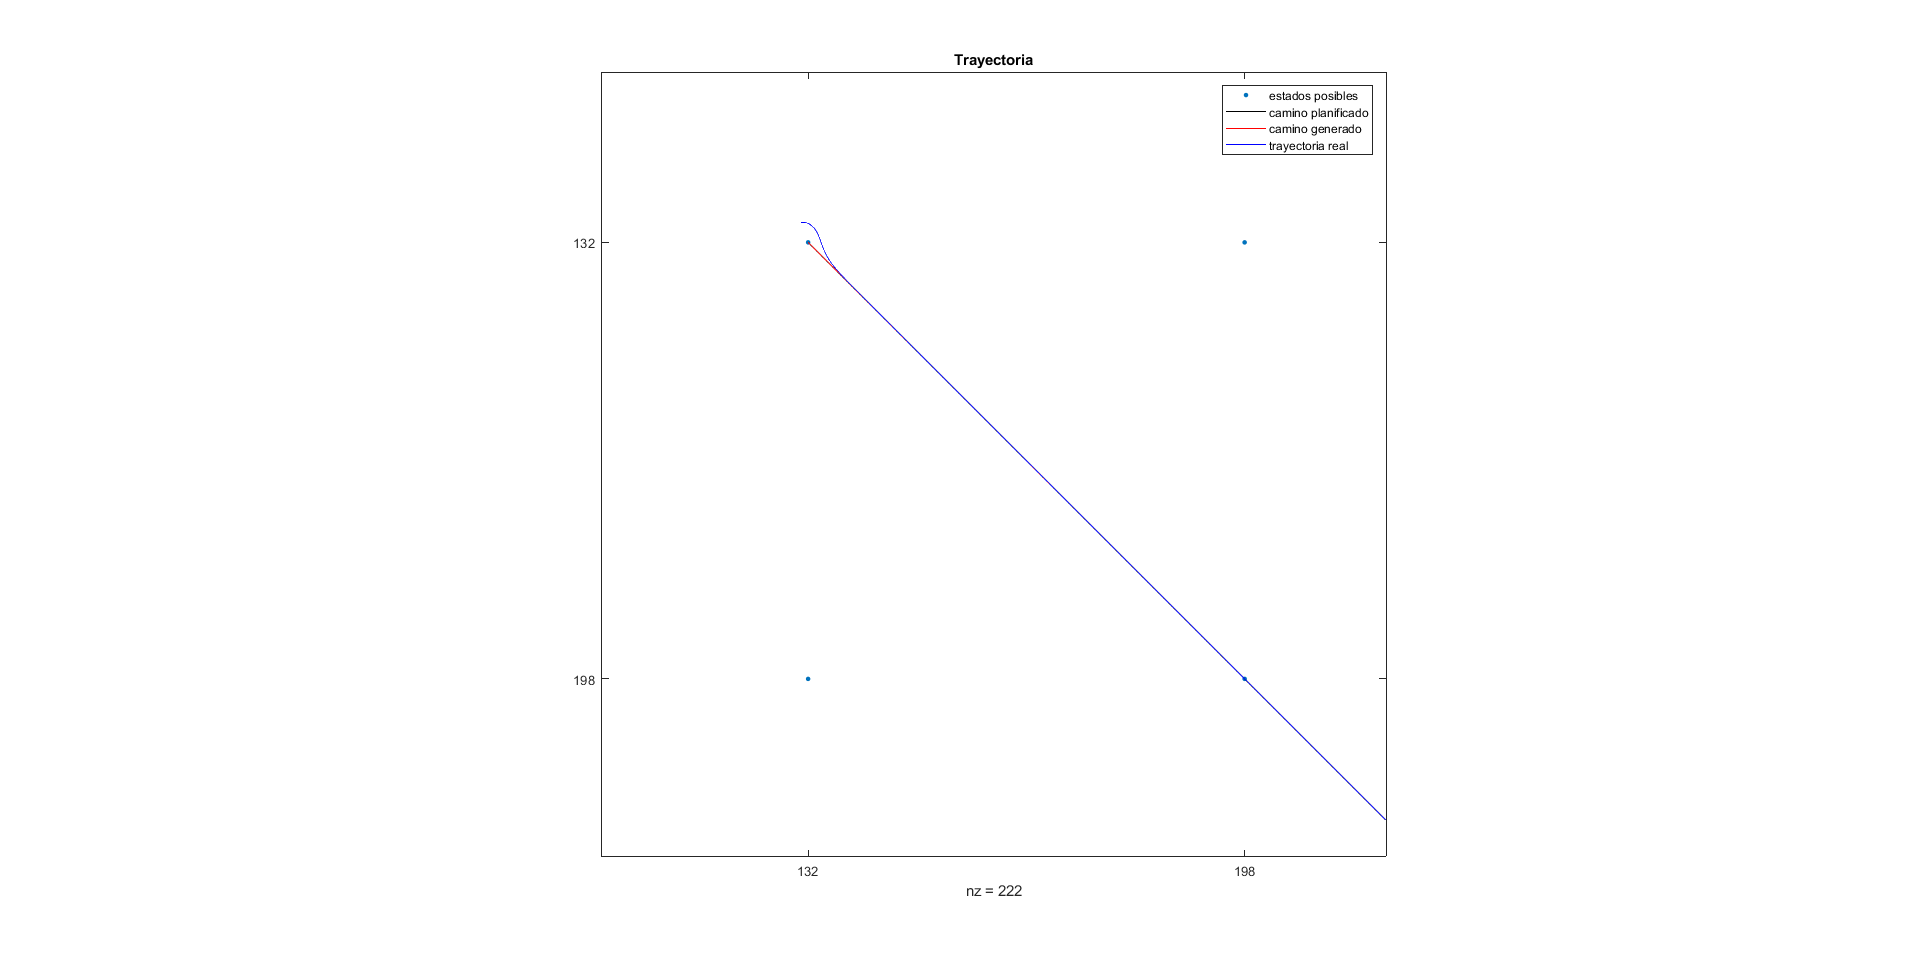 Trayectoria
estados posibles
camino planificado
camino generado
trayectoria real
132
198
132
198
nz = 222